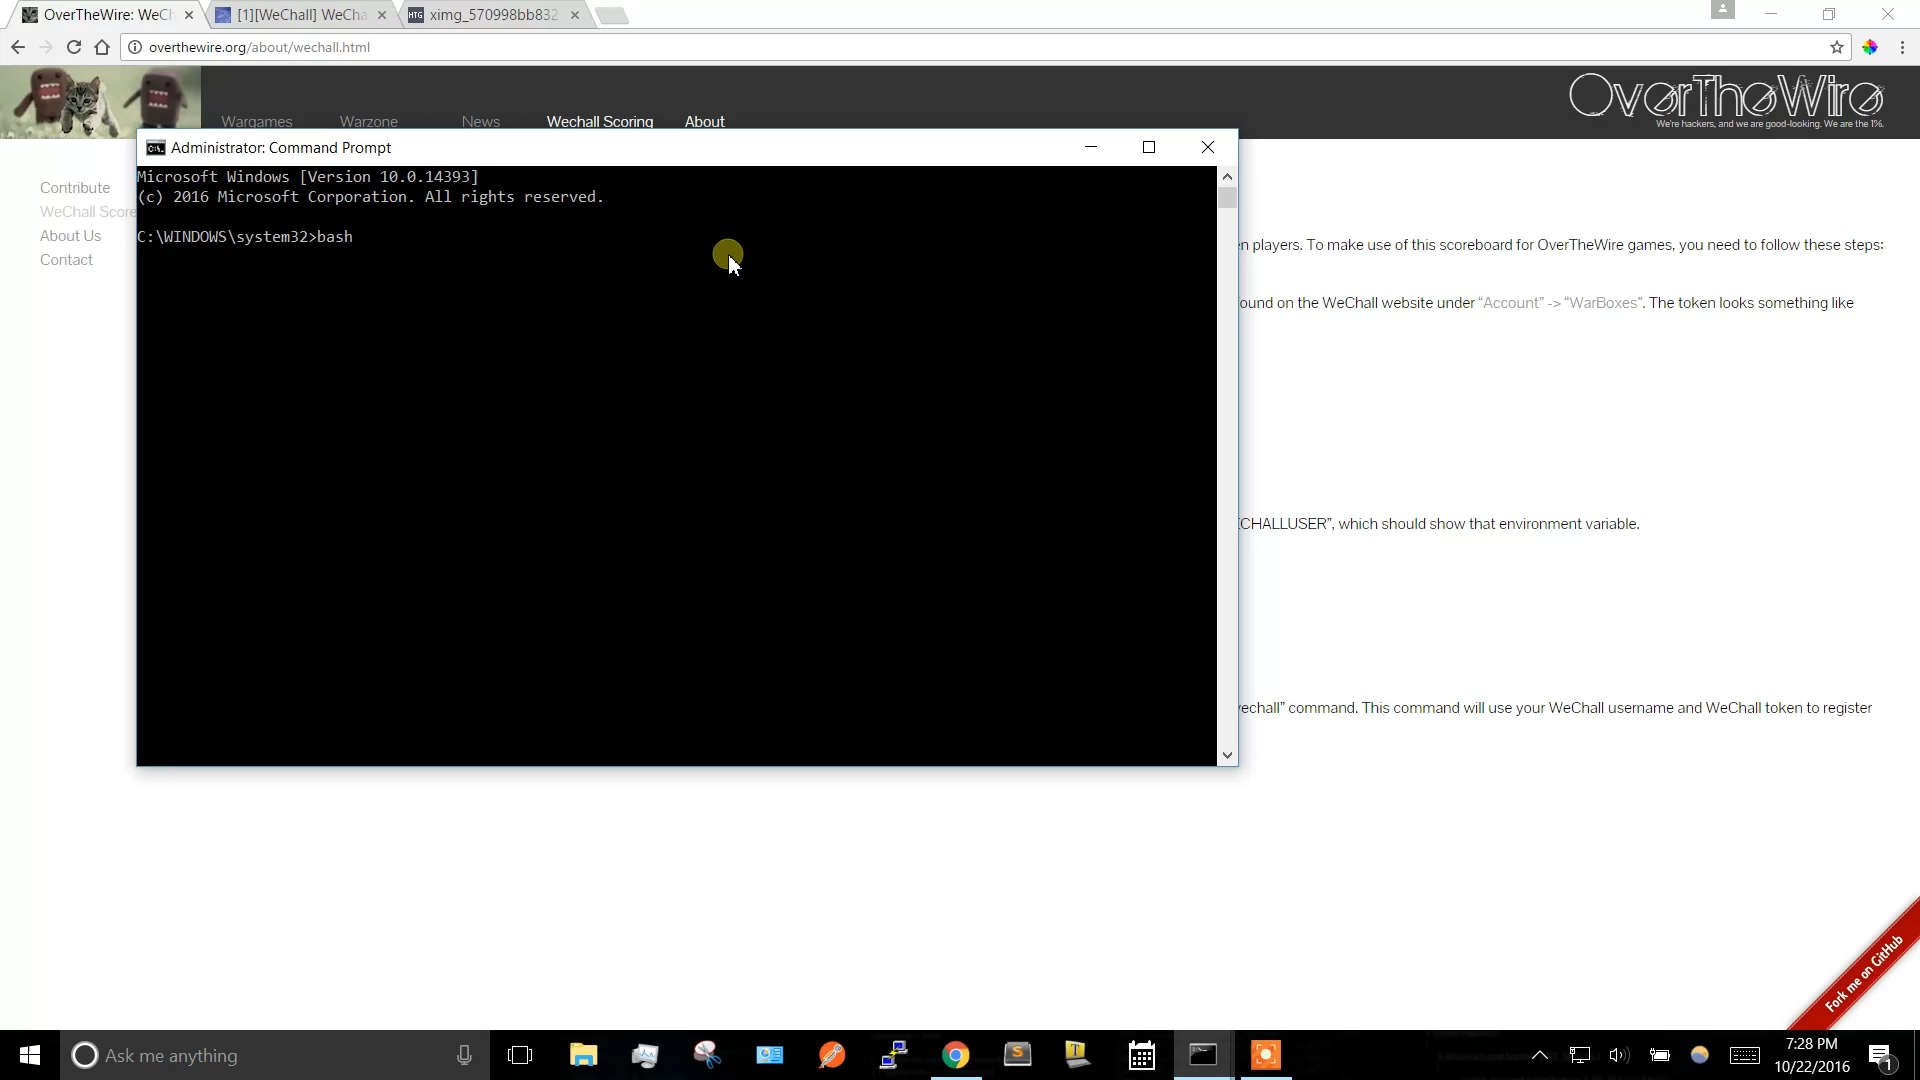 OverTheWire: WeCh
[1][WeChall] WeCha
HTG ximg_570998bb832
overthewire.org/about/wechall.html
Wargames
Warzone
News
Wechall Scoring
About
OverTheWire
We're hackers, and we are good-looking. We are the 1%.
Administrator: Command Prompt
Microsoft Windows [Version 10.0.14393]
(c) 2016 Microsoft Corporation. All rights reserved.
C:\WINDOWS\system32>bash
Contribute
WeChall Score
About Us
Contact
en players. To make use of this scoreboard for OverTheWire games, you need to follow these steps:
ound on the WeChall website under “Account” -> “WarBoxes”. The token looks something like
ECHALLUSER”, which should show that environment variable.
wechall” command. This command will use your WeChall username and WeChall token to register
Fork me on GitHub
Ask me anything
7:28 PM
10/22/2016
1